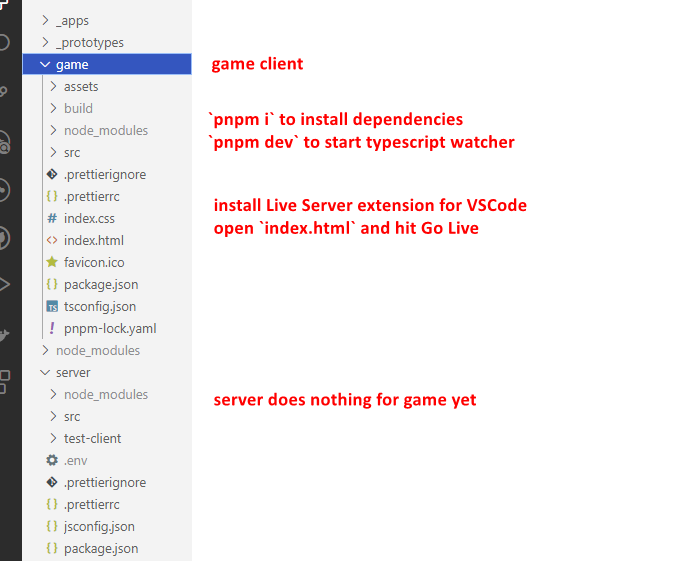 _apps
_prototypes
game
game client
assets
build
`pnpm i` to install dependencies
node_modules
`pnpm dev` to start typescript watcher
src
.prettierignore
{ } .prettierrc
install Live Server extension for VSCode
# index.css
open `index.html` and hit Go Live
<> index.html
favicon.ico
{ } package.json
TS tsconfig.json
! pnpm-lock.yaml
node_modules
server
node_modules
server does nothing for game yet
src
test-client
.env
.prettierignore
{ } .prettierrc
{ } jsconfig.json
{ } package.json